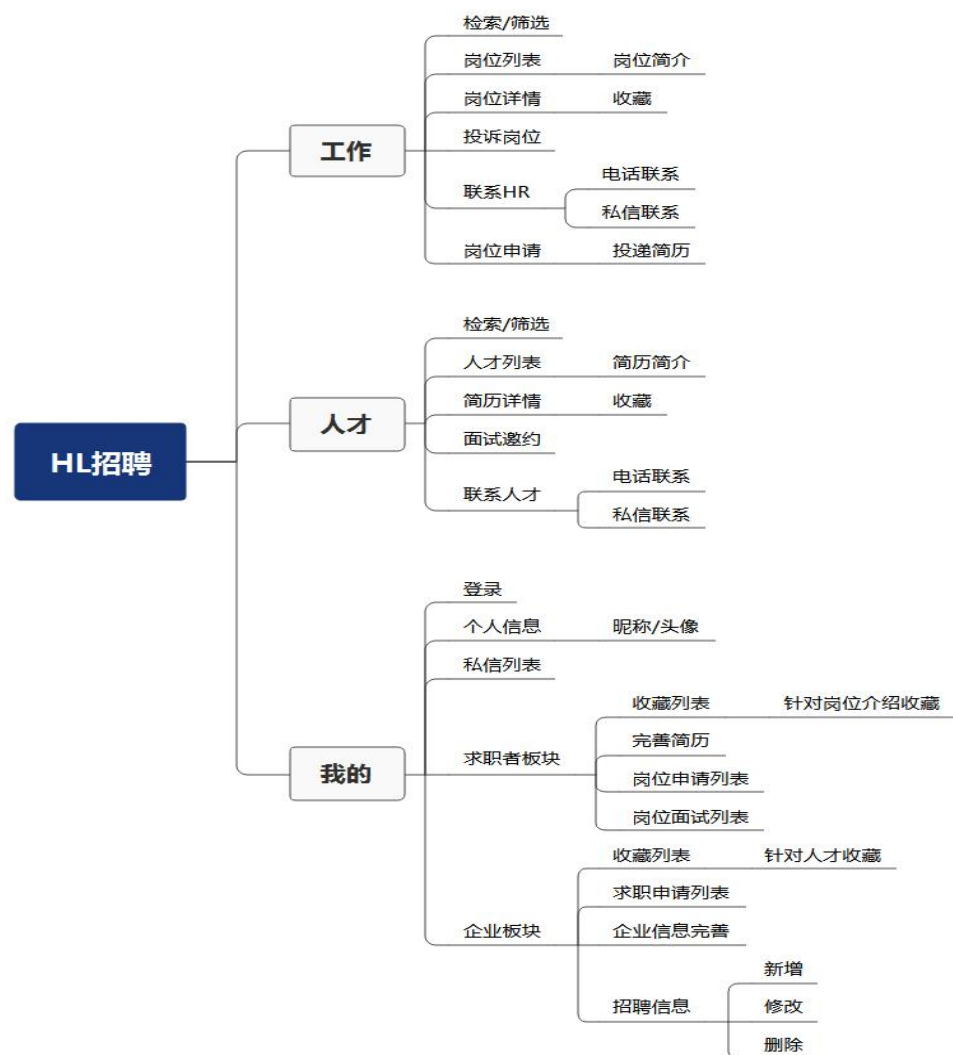 HL招聘
工作
检索/筛选
岗位列表
岗位简介
岗位详情
收藏
投诉岗位
联系HR
电话联系
私信联系
岗位申请
投递简历
人才
检索/筛选
人才列表
简历简介
简历详情
收藏
面试邀约
联系人才
电话联系
私信联系
我的
登录
个人信息
昵称/头像
私信列表
求职者板块
收藏列表
针对岗位介绍收藏
完善简历
岗位申请列表
岗位面试列表
企业板块
收藏列表
针对人才收藏
求职申请列表
企业信息完善
招聘信息
新增
修改
删除